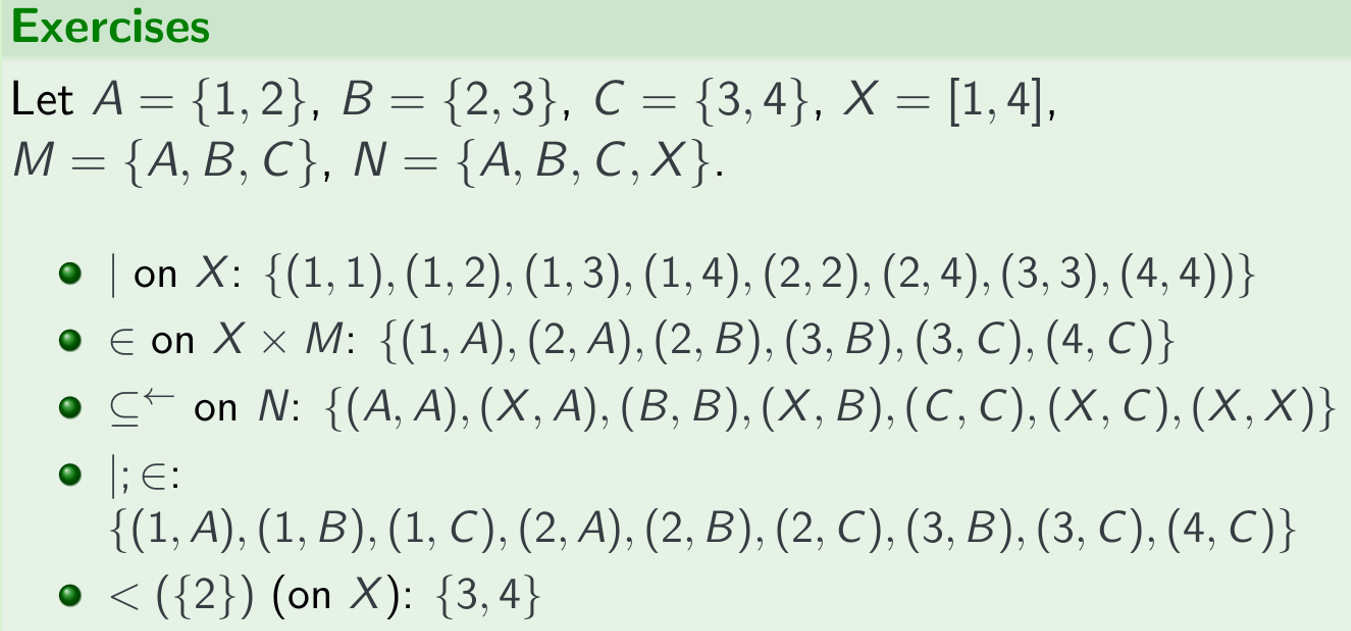 Exercises
Let A = {1, 2}, B = {2, 3}, C = {3, 4}, X = [1, 4],
M = {A, B, C}, N = {A, B, C, X}.
| on X: {(1, 1), (1, 2), (1, 3), (1, 4), (2, 2), (2, 4), (3, 3), (4, 4))}
∈ on X × M: {(1, A), (2, A), (2, B), (3, B), (3, C), (4, C)}
⊆← on N: {(A, A), (X, A), (B, B), (X, B), (C, C), (X, C), (X, X)}
|; ∈:
{(1, A), (1, B), (1, C), (2, A), (2, B), (2, C), (3, B), (3, C), (4, C)}
< ({2}) (on X): {3, 4}